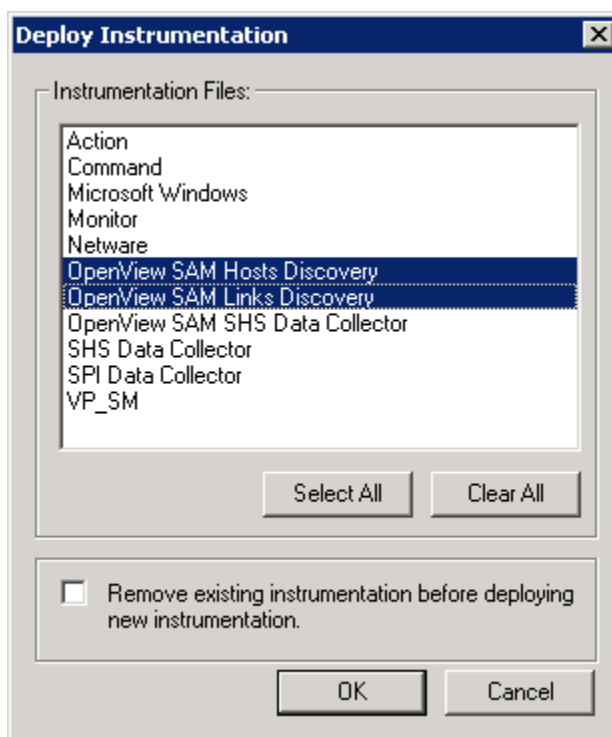 Deploy Instrumentation
Instrumentation Files:
Action
Command
Microsoft Windows
Monitor
Netware
OpenView SAM Hosts Discovery
OpenView SAM Links Discovery
OpenView SAM SHS Data Collector
SHS Data Collector
SPI Data Collector
VP_SM
Select All
Clear All
Remove existing instrumentation before deploying
new instrumentation.
OK
Cancel